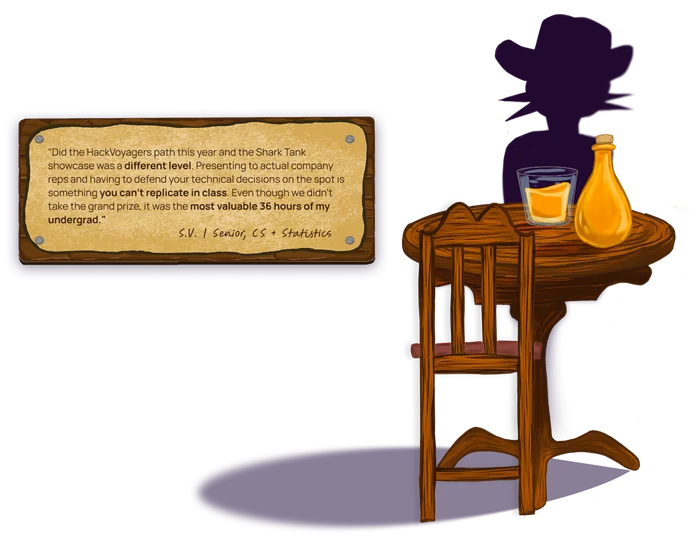 "Did the HackVoyagers path this year and the Shark Tank
showcase was a different level. Presenting to actual company
reps and having to defend your technical decisions on the spot is
something you can't replicate in class. Even though we didn't
take the grand prize, it was the most valuable 36 hours of my
undergrad."
S.V. | Senior, CS + Statistics